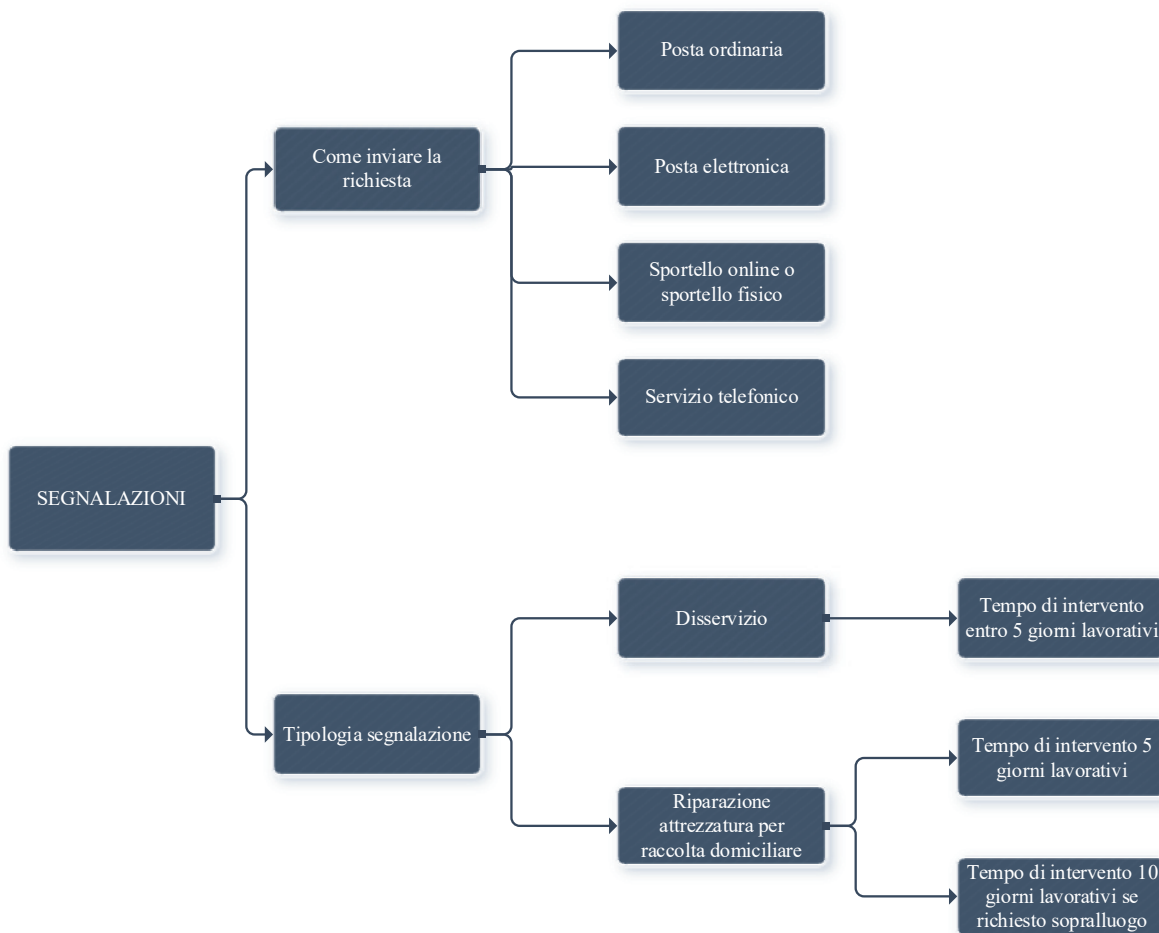 Posta ordinaria
Come inviare la
richiesta
Posta elettronica
Sportello online o
sportello fisico
Servizio telefonico
SEGNALAZIONI
Disservizio
Tempo di intervento
entro 5 giorni lavorativi
Tipologia segnalazione
Tempo di intervento 5
giorni lavorativi
Riparazione
attrezzatura per
raccolta domiciliare
Tempo di intervento 10
giorni lavorativi se
richiesto sopralluogo